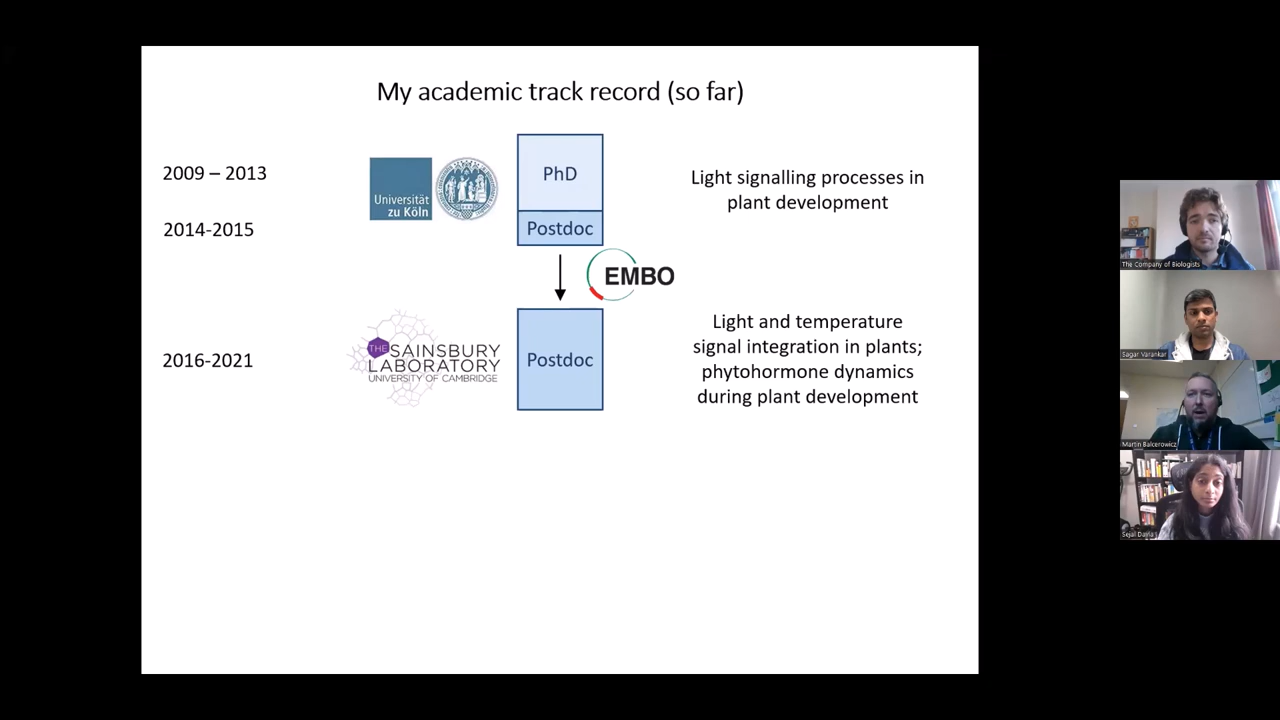 My academic track record (so far)
2009 – 2013
Universität
zu Köln
PhD
Light signalling processes in
plant development
2014-2015
Postdoc
EMBO
2016-2021
THE SAINSBURY
LABORATORY
UNIVERSITY OF CAMBRIDGE
Postdoc
Light and temperature
signal integration in plants;
phytohormone dynamics
during plant development
The Company of Biologists
Sagar Varankar
Martin Balcerowicz
Sejal